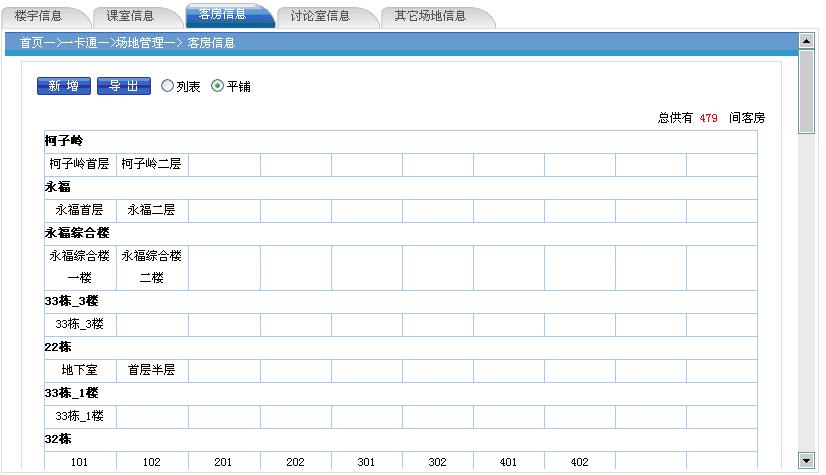 楼宇信息 课室信息 客房信息 讨论室信息 其它场地信息
首页—>一卡通—>场地管理—> 客房信息
新 增 导 出 列表 平铺
总供有 479 间客房
柯子岭
柯子岭首层 柯子岭二层
永福
永福首层 永福二层
永福综合楼
永福综合楼一楼 永福综合楼二楼
33栋_3楼
33栋_3楼
22栋
地下室 首层半层
33栋_1楼
33栋_1楼
32栋
101 102 201 202 301 302 401 402